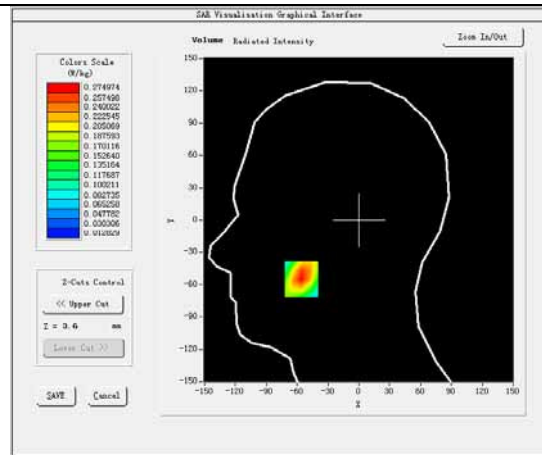 SAR Visualisation Graphical Interface
Volume Radiated Intensity
Zoom In/Out
Colors Scale
(W/kg)
0.274974
0.257498
0.240022
0.222545
0.205069
0.187593
0.170116
0.152640
0.135164
0.117687
0.100211
0.082735
0.065258
0.047782
0.030306
0.012829
150
120
90
60
30
0
-30
-60
-90
-120
-150
Y
-150 -120 -90 -60 -30 0 30 60 90 120 150
X
Z-Cuts Control
<< Upper Cut
Z = 3.6 mm
Lower Cut >>
SAVE Cancel